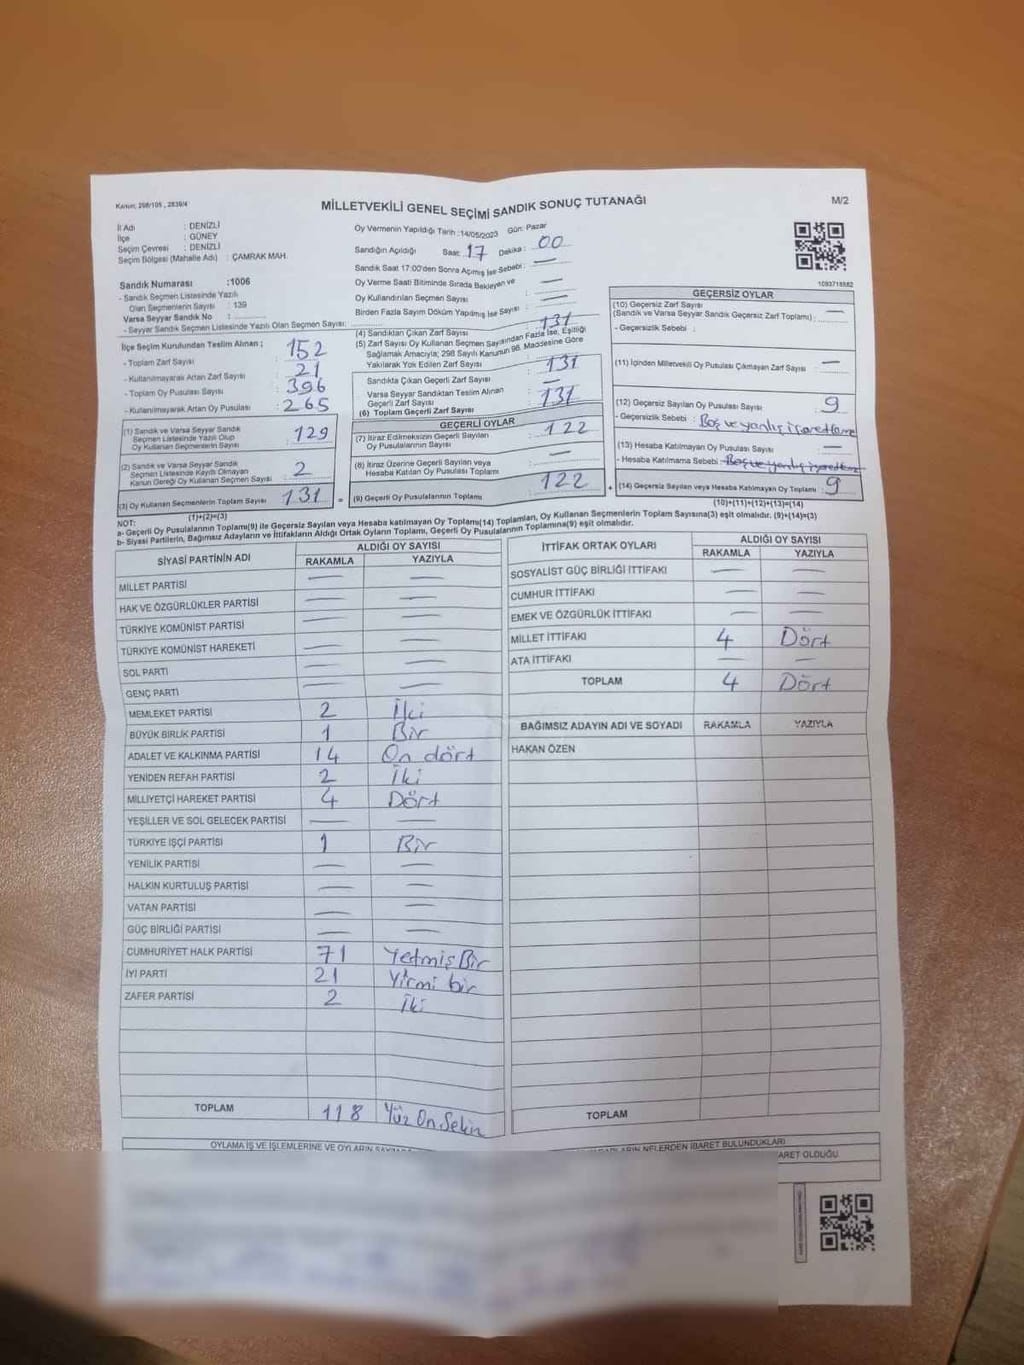 Kanun; 298/105 , 2839/4
MİLLETVEKİLİ GENEL SEÇİMİ SANDIK SONUÇ TUTANAĞI
M/2
İl Adı : DENİZLİ
İlçe : GÜNEY
Seçim Çevresi : DENİZLİ
Seçim Bölgesi (Mahalle Adı) : ÇAMRAK MAH.
Oy Vermenin Yapıldığı Tarih :14/05/2023 Gün: Pazar
Sandığın Açıldığı Saat: 17 Dakika : 00
Sandık Saat 17:00'den Sonra Açılmış İse Sebebi : —
Oy Verme Saati Bitiminde Sırada Bekleyen ve
Oy Kullandırılan Seçmen Sayısı : —
Birden Fazla Sayım Döküm Yapılmış İse Sayısı : —
1093718882
Sandık Numarası :1006
- Sandık Seçmen Listesinde Yazılı
Olan Seçmenlerin Sayısı : 139
Varsa Seyyar Sandık No :
- Seyyar Sandık Seçmen Listesinde Yazılı Olan Seçmen Sayısı:
İlçe Seçim Kurulundan Teslim Alınan ;
- Toplam Zarf Sayısı : 152
- Kullanılmayarak Artan Zarf Sayısı : 21
- Toplam Oy Pusulası Sayısı : 396
- Kullanılmayarak Artan Oy Pusulası : 265
(1) Sandık ve Varsa Seyyar Sandık
Seçmen Listesinde Yazılı Olup
Oy Kullanan Seçmenlerin Sayısı 129
(2) Sandık ve Varsa Seyyar Sandık
Seçmen Listesinde Kayıtlı Olmayan
Kanun Gereği Oy Kullanan Seçmen Sayısı 2
(3) Oy Kullanan Seçmenlerin Toplam Sayısı 131 =
(1)+(2)=(3)
(4) Sandıktan Çıkan Zarf Sayısı 131
(5) Zarf Sayısı Oy Kullanan Seçmen Sayısından Fazla İse, Eşitliği
Sağlamak Amacıyla; 298 Sayılı Kanunun 98. Maddesine Göre
Yakılarak Yok Edilen Zarf Sayısı
Sandıkta Çıkan Geçerli Zarf Sayısı 131
Varsa Seyyar Sandıktan Teslim Alınan
Geçerli Zarf Sayısı —
(6) Toplam Geçerli Zarf Sayısı 131
GEÇERLİ OYLAR
(7) İtiraz Edilmeksizin Geçerli Sayılan
Oy Pusulası Sayısı 122
(8) İtiraz Üzerine Geçerli Sayılan veya
Hesaba Katılan Oy Pusulası Toplamı —
(9) Geçerli Oy Pusulalarının Toplamı 122 +
GEÇERSİZ OYLAR
(10) Geçersiz Zarf Sayısı
(Sandık ve Varsa Seyyar Sandık Geçersiz Zarf Toplamı) : —
- Geçersizlik Sebebi :
(11) İçinden Milletvekili Oy Pusulası Çıkmayan Zarf Sayısı : —
(12) Geçersiz Sayılan Oy Pusulası Sayısı : 9
- Geçersizlik Sebebi : Boş ve yanlış işaretleme
(13) Hesaba Katılmayan Oy Pusulası Sayısı : —
- Hesaba Katılmama Sebebi : Boş ve yanlış işaretleme
(14) Geçersiz Sayılan veya Hesaba Katılmayan Oy Toplamı : 9
(10)+(11)+(12)+(13)=(14)
NOT:
a- Geçerli Oy Pusulalarının Toplamı(9) ile Geçersiz Sayılan veya Hesaba katılmayan Oy Toplamı(14) Toplamları, Oy Kullanan Seçmenlerin Toplam Sayısına(3) eşit olmalıdır. (9)+(14)=(3)
b- Siyasi Partilerin, Bağımsız Adayların ve İttifakların Aldığı Ortak Oyların Toplamı, Geçerli Oy Pusulalarının Toplamına(9) eşit olmalıdır.
SİYASİ PARTİNİN ADI ALDIĞI OY SAYISI
RAKAMLA YAZIYLA
MİLLET PARTİSİ — —
HAK VE ÖZGÜRLÜKLER PARTİSİ — —
TÜRKİYE KOMÜNİST PARTİSİ — —
TÜRKİYE KOMÜNİST HAREKETİ — —
SOL PARTİ — —
GENÇ PARTİ — —
MEMLEKET PARTİSİ 2 İki
BÜYÜK BİRLİK PARTİSİ 1 Bir
ADALET VE KALKINMA PARTİSİ 14 On dört
YENİDEN REFAH PARTİSİ 2 İki
MİLLİYETÇİ HAREKET PARTİSİ 4 Dört
YEŞİLLER VE SOL GELECEK PARTİSİ — —
TÜRKİYE İŞÇİ PARTİSİ 1 Bir
YENİLİK PARTİSİ — —
HALKIN KURTULUŞ PARTİSİ — —
VATAN PARTİSİ — —
GÜÇ BİRLİĞİ PARTİSİ — —
CUMHURİYET HALK PARTİSİ 71 Yetmiş Bir
İYİ PARTİ 21 Yirmi bir
ZAFER PARTİSİ 2 İki
TOPLAM 118 Yüz On Sekiz
İTTİFAK ORTAK OYLARI ALDIĞI OY SAYISI
RAKAMLA YAZIYLA
SOSYALİST GÜÇ BİRLİĞİ İTTİFAKI — —
CUMHUR İTTİFAKI — —
EMEK VE ÖZGÜRLÜK İTTİFAKI — —
MİLLET İTTİFAKI 4 Dört
ATA İTTİFAKI — —
TOPLAM 4 Dört
BAĞIMSIZ ADAYIN ADI VE SOYADI RAKAMLA YAZIYLA
HAKAN ÖZEN
TOPLAM
OYLAMA İŞ VE İŞLEMLERİNE VE OYLARIN
NELERDEN İBARET BULUNDUKLARI
ARET OLDUĞU